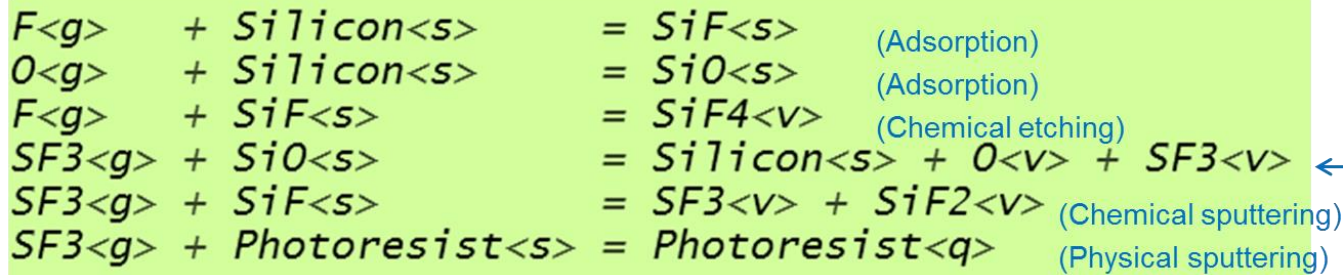 F<g> + Silicon<s> = SiF<s> (Adsorption)
O<g> + Silicon<s> = SiO<s> (Adsorption)
F<g> + SiF<s> = SiF4<v> (Chemical etching)
SF3<g> + SiO<s> = Silicon<s> + O<v> + SF3<v> ←
SF3<g> + SiF<s> = SF3<v> + SiF2<v> (Chemical sputtering)
SF3<g> + Photoresist<s> = Photoresist<q> (Physical sputtering)